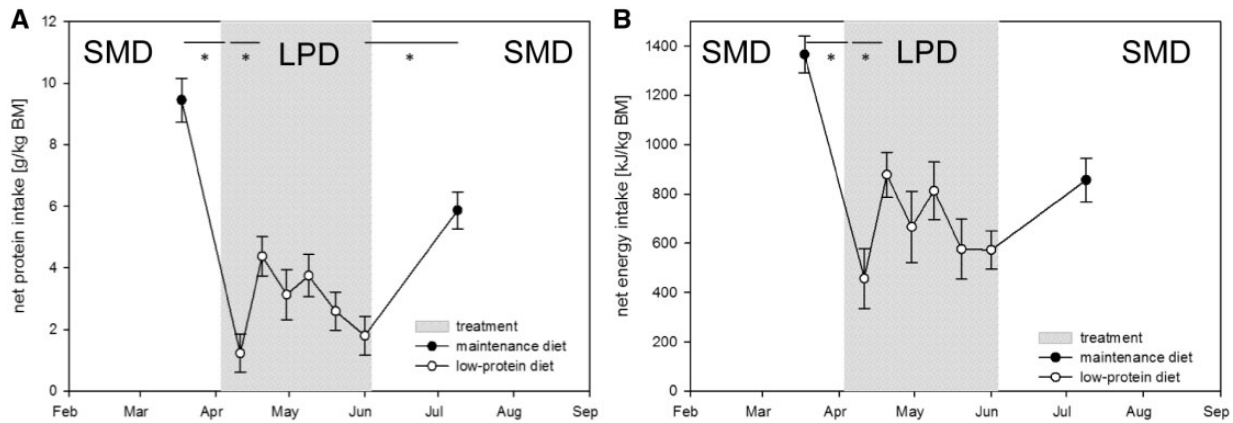 A
SMD
LPD
SMD
*
*
*
net protein intake [g/kg BM]
12
10
8
6
4
2
0
treatment
maintenance diet
low-protein diet
Feb Mar Apr May Jun Jul Aug Sep
B
SMD
LPD
SMD
*
*
net energy intake [kJ/kg BM]
1400
1200
1000
800
600
400
200
0
treatment
maintenance diet
low-protein diet
Feb Mar Apr May Jun Jul Aug Sep